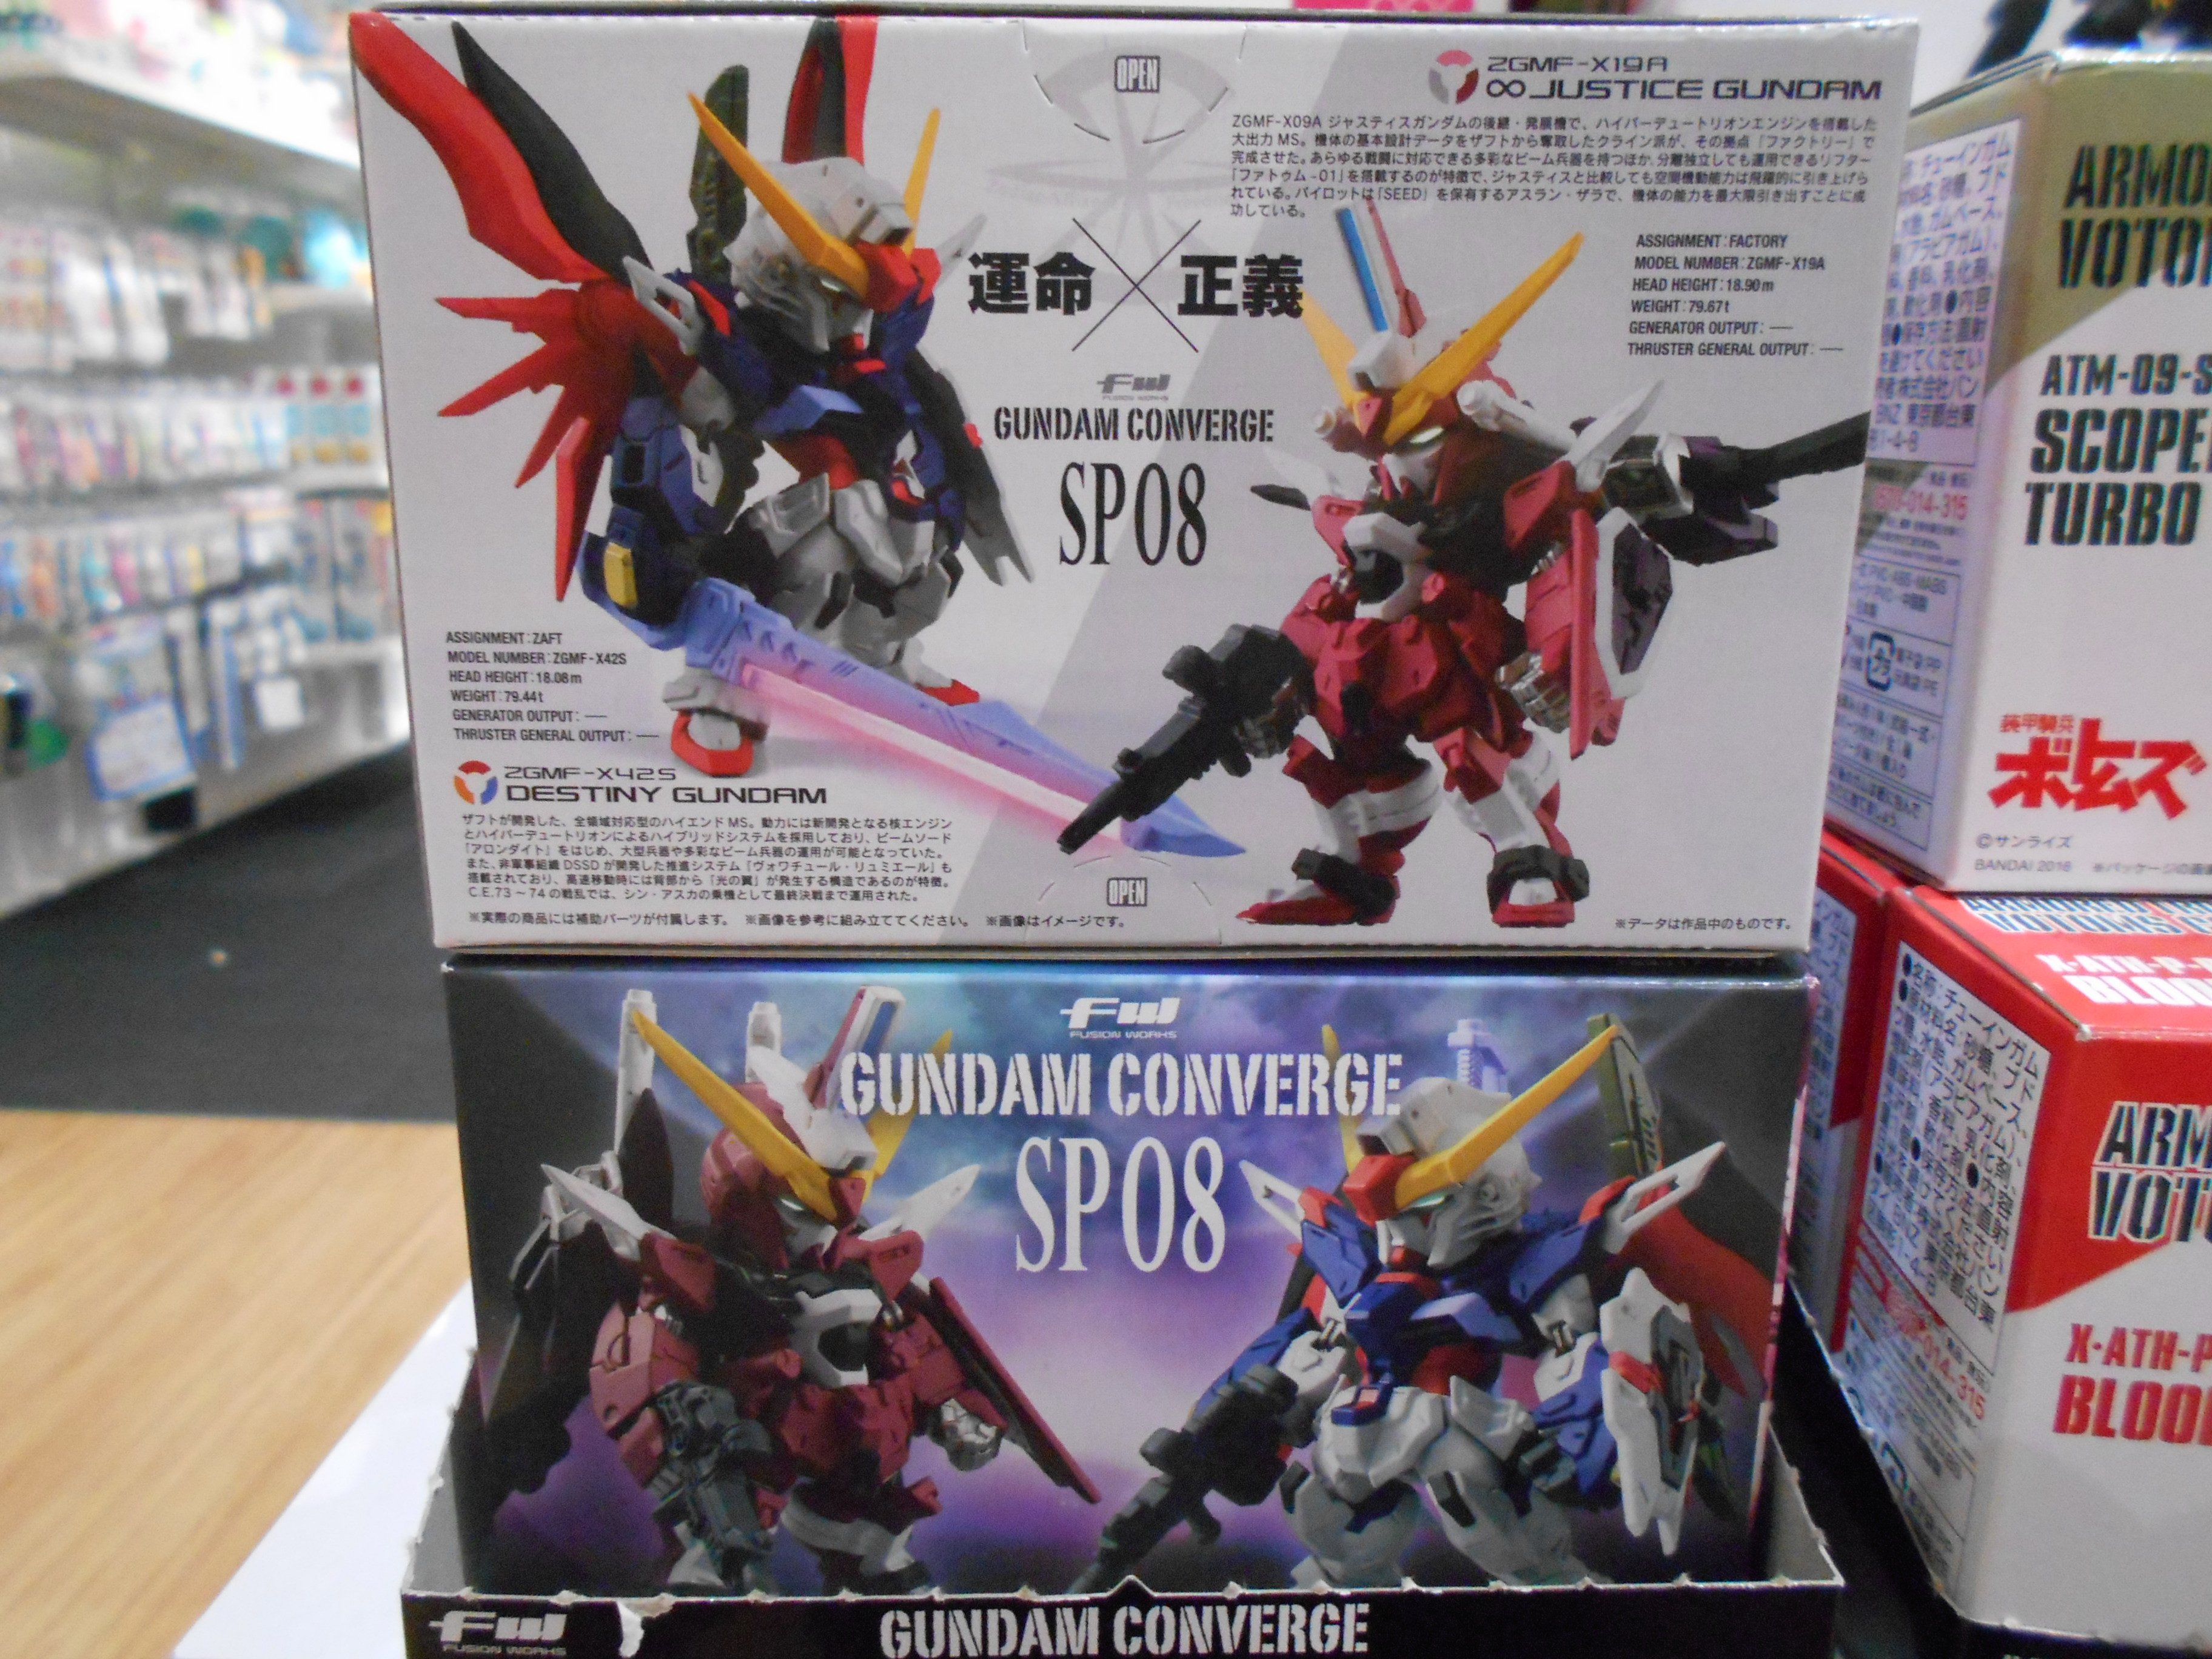 OPEN
ZGMF-X19A
∞JUSTICE GUNDAM
ZGMF-X09A ジャスティスガンダムの後継・発展機で、ハイパーデュートリオンエンジンを搭載した
大出力 MS。機体の基本設計データをザフトから奪取したクライン派が、その拠点「ファクトリー」で
完成させた。あらゆる戦闘に対応できる多彩なビーム兵器を持つほか、分離独立しても運用できるリフター
「ファトゥム-01」を搭載するのが特徴で、ジャスティスと比較しても空間機動能力は飛躍的に引き上げら
れている。パイロットは「SEED」を保有するアスラン・ザラで、機体の能力を最大限引き出すことに成
功している。
ASSIGNMENT:FACTORY
MODEL NUMBER:ZGMF-X19A
HEAD HEIGHT:18.90m
WEIGHT:79.67t
GENERATOR OUTPUT: ——
THRUSTER GENERAL OUTPUT: ——
運命×正義
FW
FUSION WORKS
GUNDAM CONVERGE
SP08
ASSIGNMENT:ZAFT
MODEL NUMBER:ZGMF-X42S
HEAD HEIGHT:18.08m
WEIGHT:79.44t
GENERATOR OUTPUT: ——
THRUSTER GENERAL OUTPUT: ——
ZGMF-X42S
DESTINY GUNDAM
ザフトが開発した、全領域対応型のハイエンド MS。動力には新開発となる核エンジン
とハイパーデュートリオンによるハイブリッドシステムを採用しており、ビームソード
「アロンダイト」をはじめ、大型兵器や多彩なビーム兵器の運用が可能となっていた。
また、非軍事組織 DSSD が開発した推進システム「ヴォワチュール・リュミエール」も
搭載されており、高速移動時には背部から「光の翼」が発生する構造であるのが特徴。
C.E.73～74 の戦乱では、シン・アスカの乗機として最終決戦まで運用された。
※実際の商品には補助パーツが付属します。 ※画像を参考に組み立ててください。 ※画像はイメージです。
OPEN
※データは作品中のものです。
FW
FUSION WORKS
GUNDAM CONVERGE
SP08
FW
FUSION WORKS
GUNDAM CONVERGE
ATM-09-S
TURBO
装甲騎兵
ボトムズ
©サンライズ
BANDAI 2016
X·ATH-P